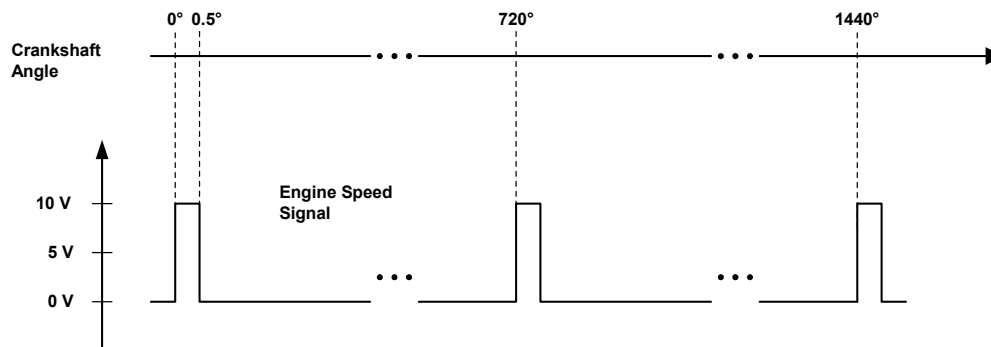 0° 0.5° 720° 1440°
Crankshaft
Angle
Engine Speed
Signal
10 V
5 V
0 V